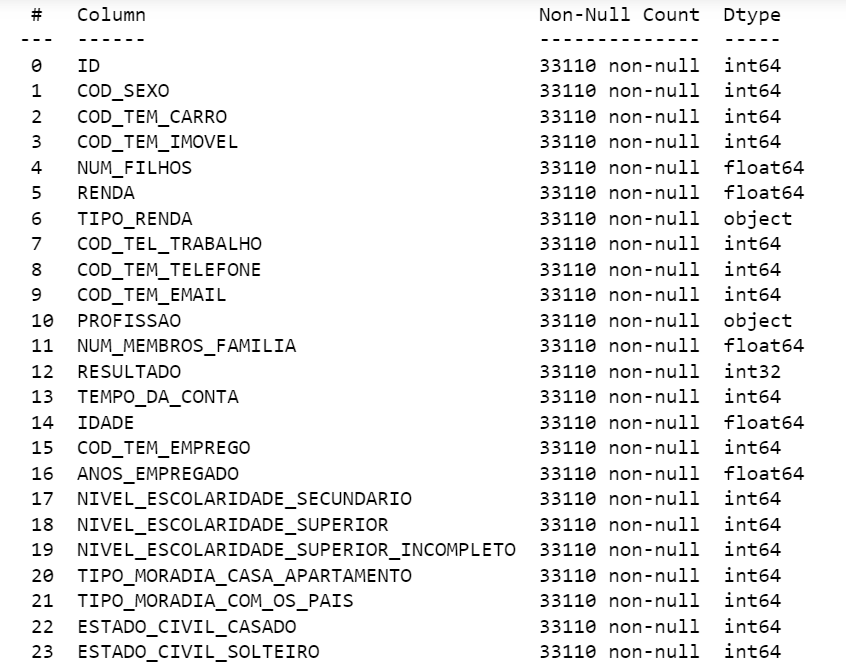 #   Column                                 Non-Null Count  Dtype
---  ------                                 --------------  -----
 0   ID                                     33110 non-null  int64
 1   COD_SEXO                               33110 non-null  int64
 2   COD_TEM_CARRO                          33110 non-null  int64
 3   COD_TEM_IMOVEL                         33110 non-null  int64
 4   NUM_FILHOS                             33110 non-null  float64
 5   RENDA                                  33110 non-null  float64
 6   TIPO_RENDA                             33110 non-null  object
 7   COD_TEL_TRABALHO                       33110 non-null  int64
 8   COD_TEM_TELEFONE                       33110 non-null  int64
 9   COD_TEM_EMAIL                          33110 non-null  int64
 10  PROFISSAO                              33110 non-null  object
 11  NUM_MEMBROS_FAMILIA                    33110 non-null  float64
 12  RESULTADO                              33110 non-null  int32
 13  TEMPO_DA_CONTA                         33110 non-null  int64
 14  IDADE                                  33110 non-null  float64
 15  COD_TEM_EMPREGO                        33110 non-null  int64
 16  ANOS_EMPREGADO                         33110 non-null  float64
 17  NIVEL_ESCOLARIDADE_SECUNDARIO          33110 non-null  int64
 18  NIVEL_ESCOLARIDADE_SUPERIOR            33110 non-null  int64
 19  NIVEL_ESCOLARIDADE_SUPERIOR_INCOMPLETO  33110 non-null  int64
 20  TIPO_MORADIA_CASA_APARTAMENTO          33110 non-null  int64
 21  TIPO_MORADIA_COM_OS_PAIS               33110 non-null  int64
 22  ESTADO_CIVIL_CASADO                    33110 non-null  int64
 23  ESTADO_CIVIL_SOLTEIRO                  33110 non-null  int64